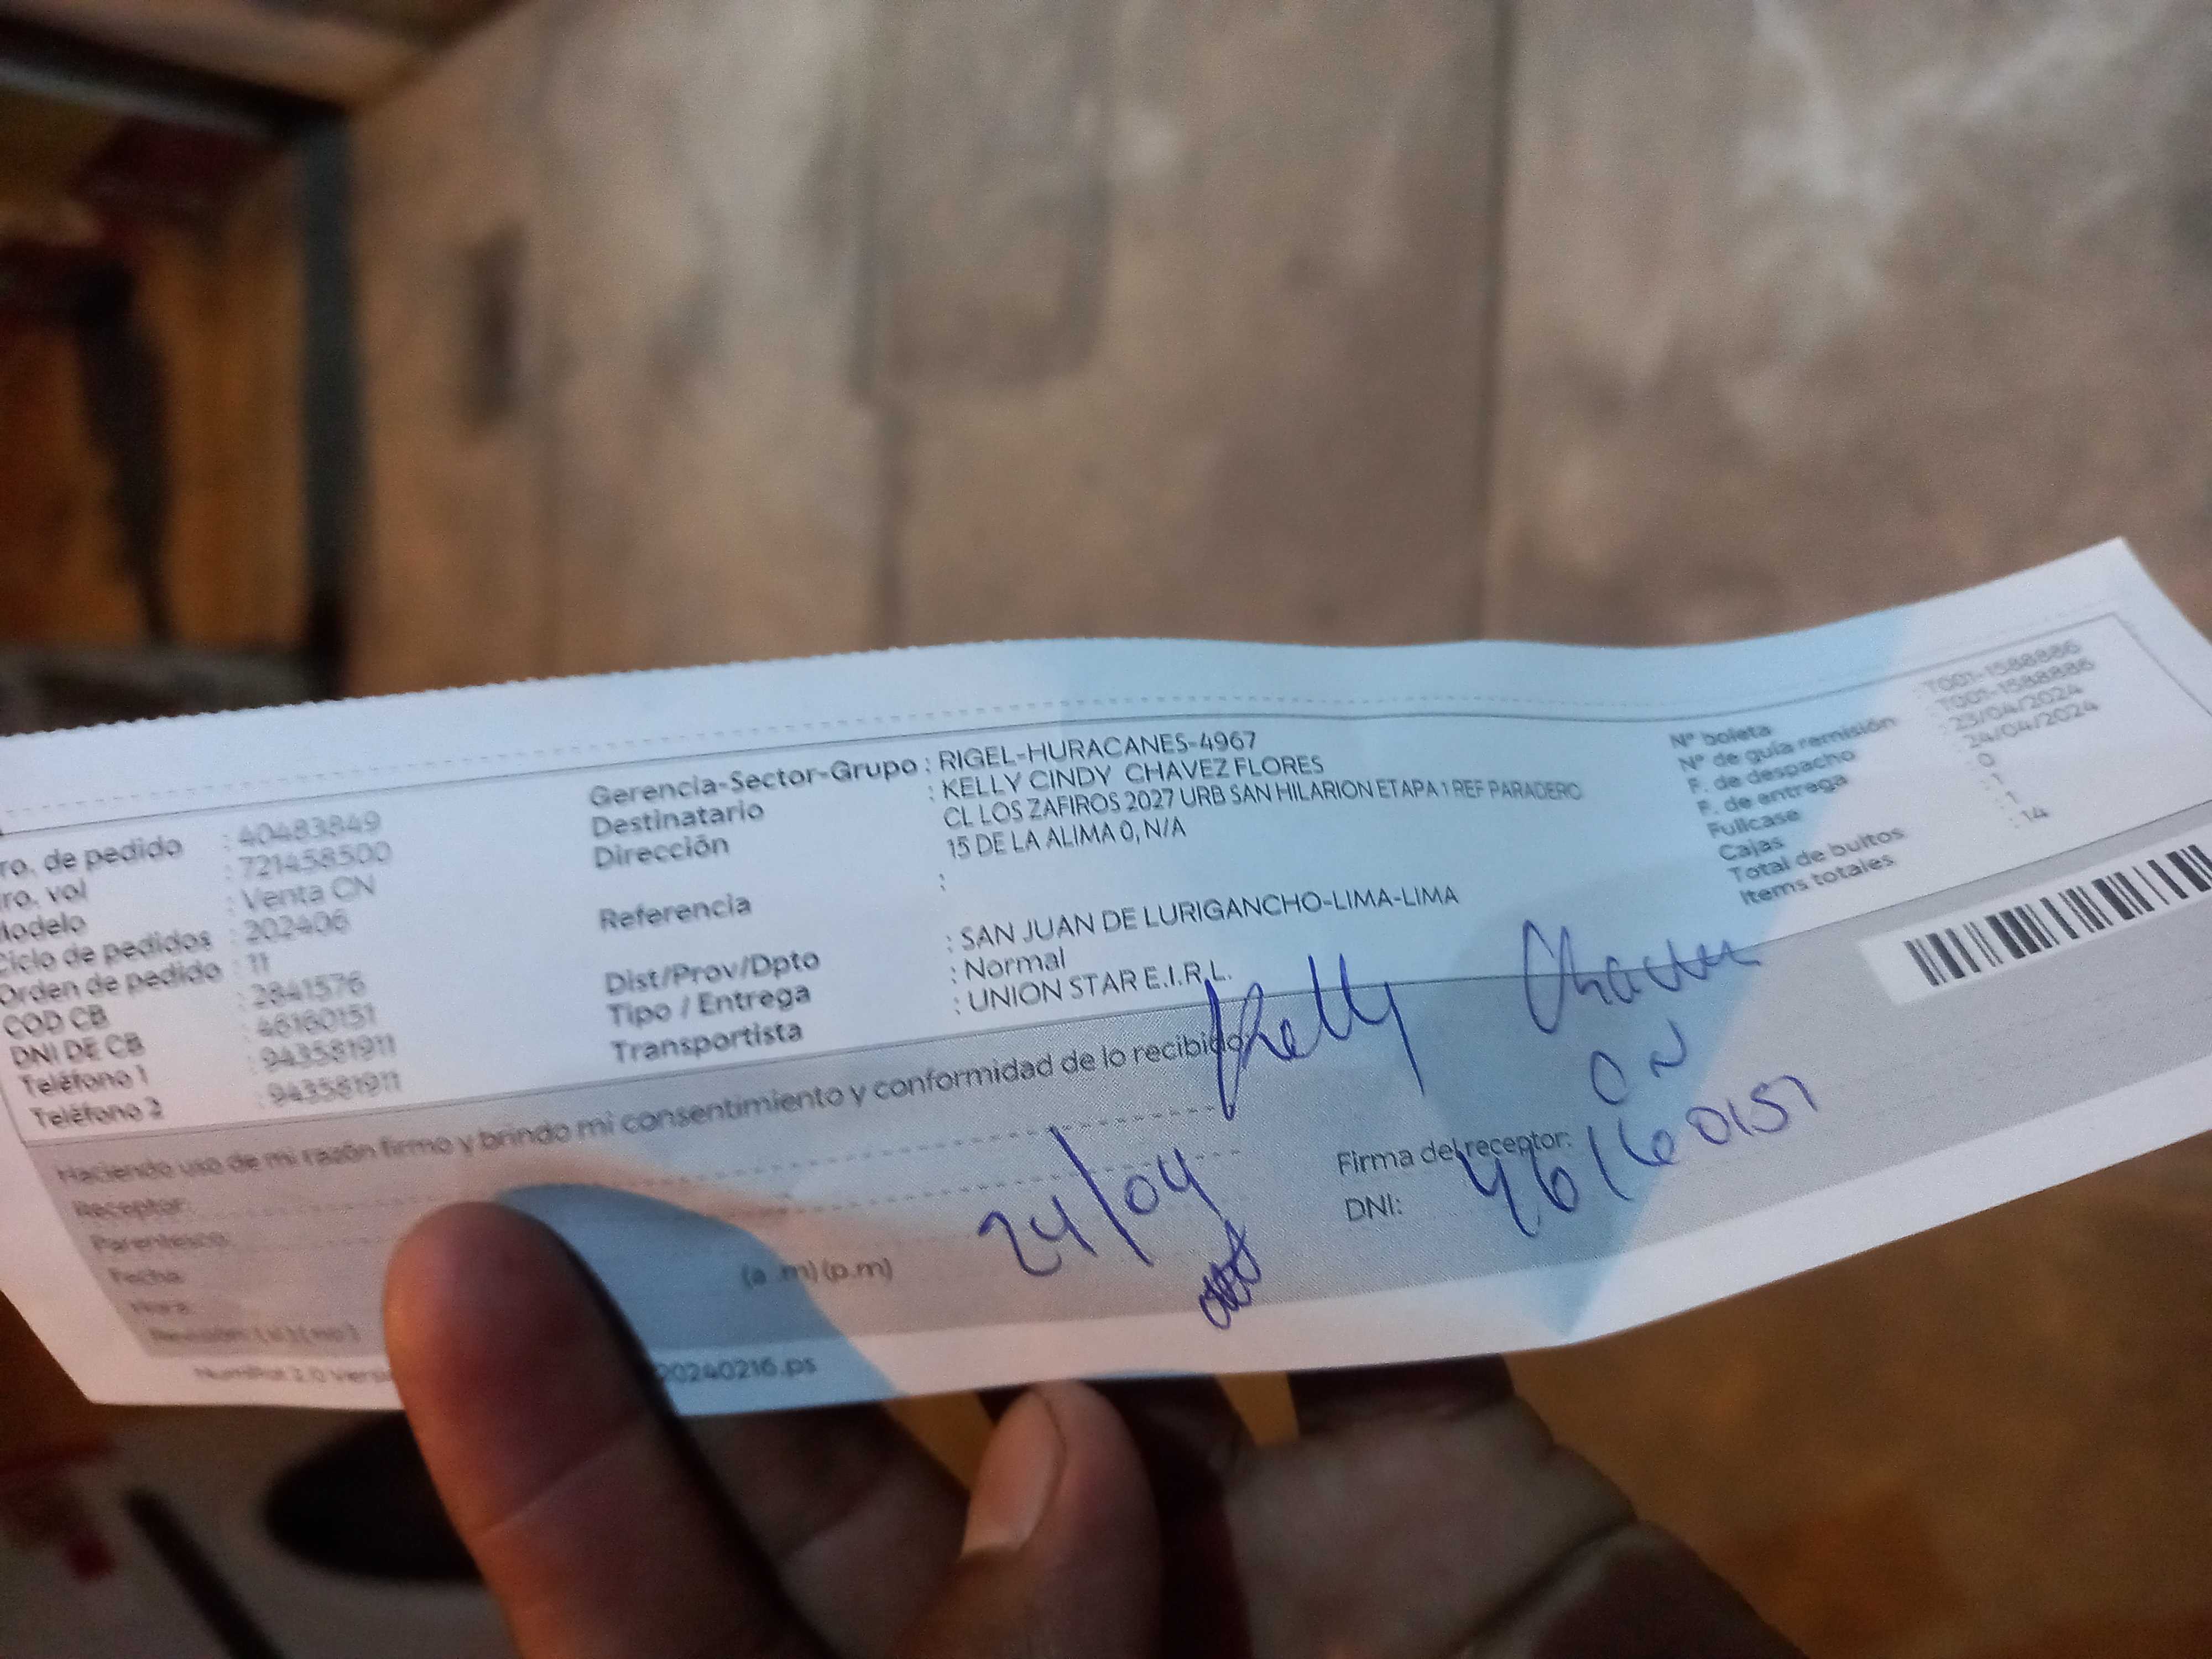 ro. de pedido : 40483849
ro. vol : 721458500
Modelo : Venta CN
Ciclo de pedidos : 202406
Orden de pedido : 11
COD CB : 2841576
DNI DE CB : 46160151
Teléfono 1 : 943581911
Teléfono 2 : 943581911
Gerencia-Sector-Grupo : RIGEL-HURACANES-4967
Destinatario : KELLY CINDY CHAVEZ FLORES
Dirección CL LOS ZAFIROS 2027 URB SAN HILARION ETAPA 1 REF PARADERO
15 DE LA ALIMA 0, N/A
Referencia :
Dist/Prov/Dpto : SAN JUAN DE LURIGANCHO-LIMA-LIMA
Tipo / Entrega : Normal
Transportista : UNION STAR E.I.R.L.
N° boleta : T001-1588886
N° de guía remisión : T001-1588886
F. de despacho : 23/04/2024
F. de entrega : 24/04/2024
Fullcase : 0
Cajas : 1
Total de bultos : 1
Items totales : 14
Haciendo uso de mi razón firmo y brindo mi consentimiento y conformidad de lo recibido
Kelly Chavez
Receptor:
Parentesco:
Fecha:
Hora: (a .m) (p.m)
24/04
Firma del receptor:
DNI: 46160151
Revisión: (si) (no)
NumiPat 2.0 Versi
20240216.ps